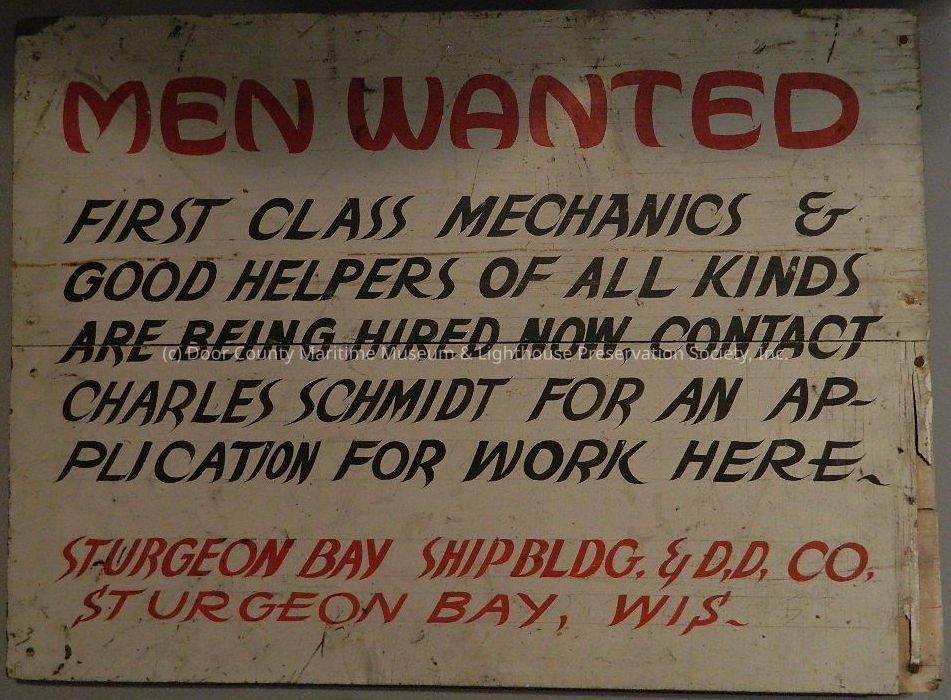 MEN WANTED
FIRST CLASS MECHANICS &
GOOD HELPERS OF ALL KINDS
ARE BEING HIRED NOW CONTACT
(c) Door County Maritime Museum & Lighthouse Preservation Society, Inc.
CHARLES SCHMIDT FOR AN AP-
PLICATION FOR WORK HERE.
STURGEON BAY SHIPBLDG. & D.D. CO.
STURGEON BAY, WIS.